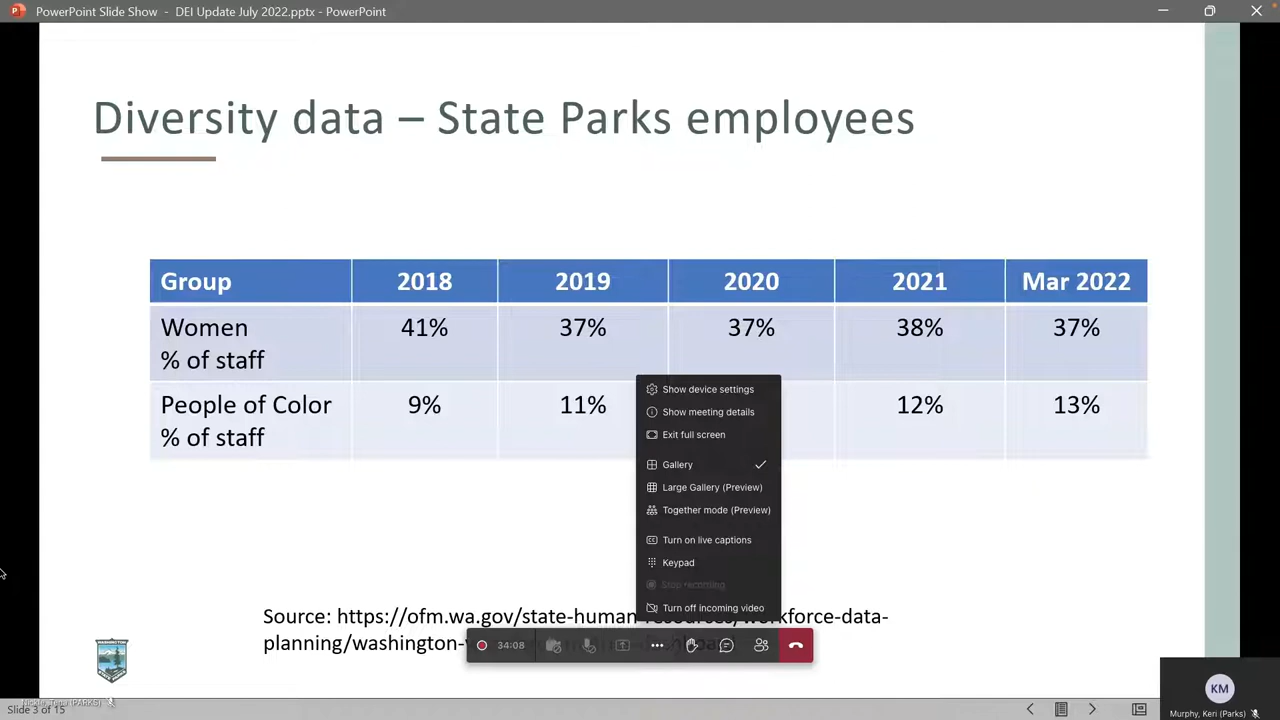 PowerPoint Slide Show - DEI Update July 2022.pptx - PowerPoint
Diversity data – State Parks employees
Group 2018 2019 2020 2021 Mar 2022
Women 41% 37% 37% 38% 37%
% of staff
People of Color 9% 11% 12% 13%
% of staff
Show device settings
Show meeting details
Exit full screen
Gallery
Large Gallery (Preview)
Together mode (Preview)
Turn on live captions
Keypad
Stop recording
Turn off incoming video
Source: https://ofm.wa.gov/state-human-resources/workforce-data-
planning/washington-
34:08
KM
Murphy, Keri (Parks)
Slide 3 of 15